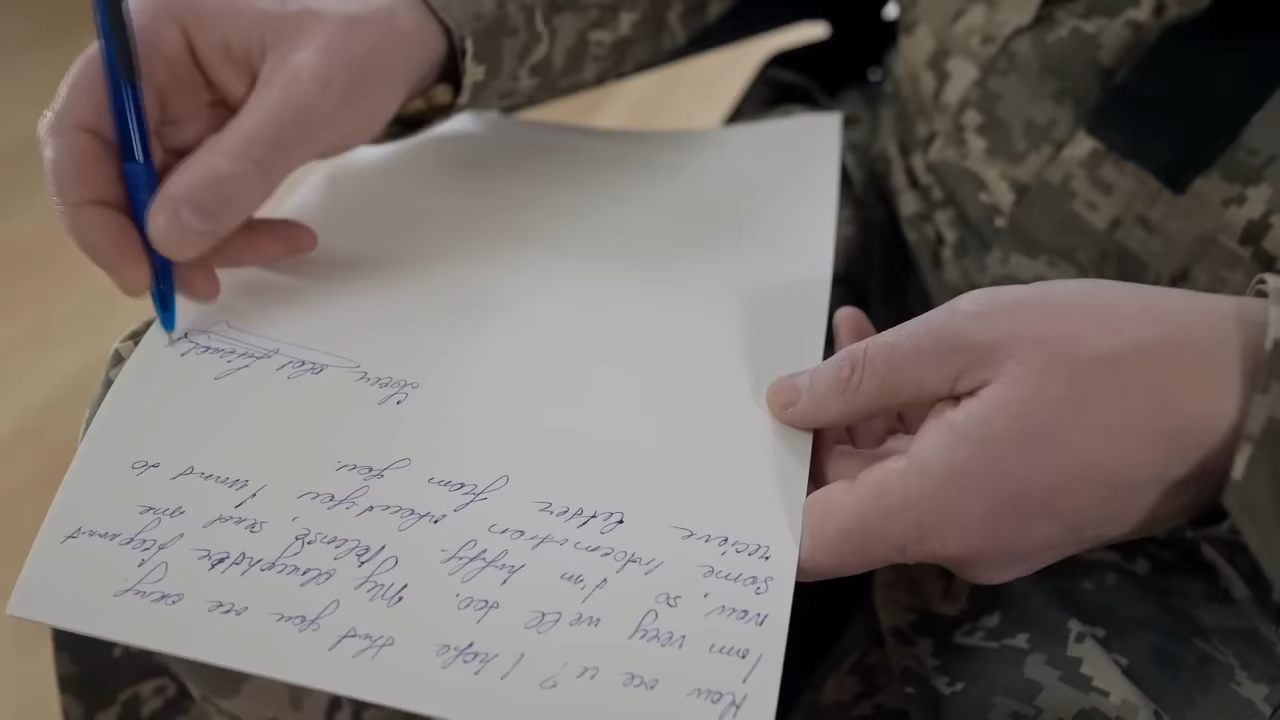 How are u? I hope that you are okay.
I am very well too. My daughter pregnant
now, so I'm happy. Please, send me
some information about you. I want to
recieve letter from you.
Your old friend